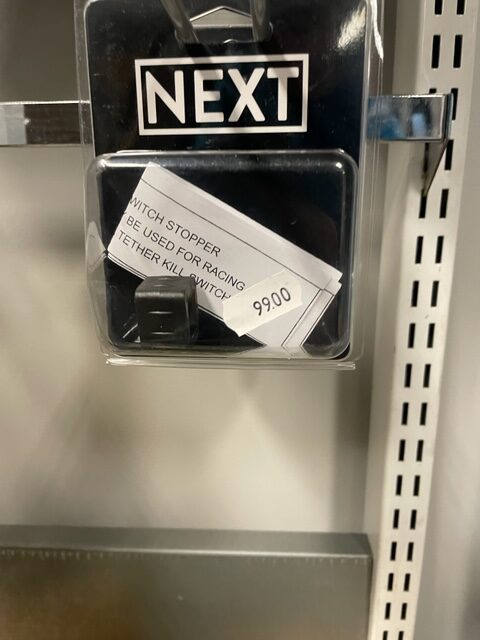 NEXT
WITCH STOPPER
BE USED FOR RACING
TETHER KILL SWITCH
99.00